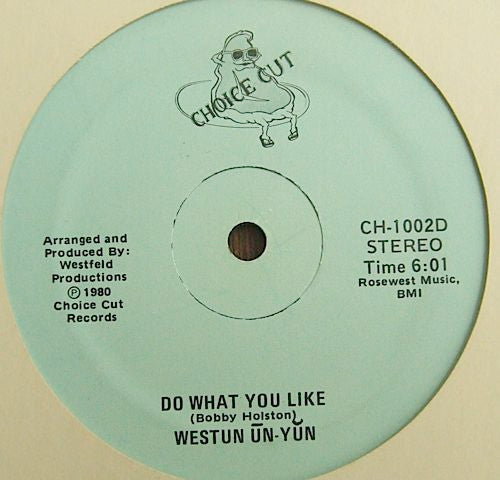 CHOICE CUT
Arranged and
Produced By:
Westfeld
Productions
Ⓟ 1980
Choice Cut
Records
CH-1002D
STEREO
Time 6:01
Rosewest Music,
BMI
DO WHAT YOU LIKE
(Bobby Holston)
WESTUN ŪN-YŬN